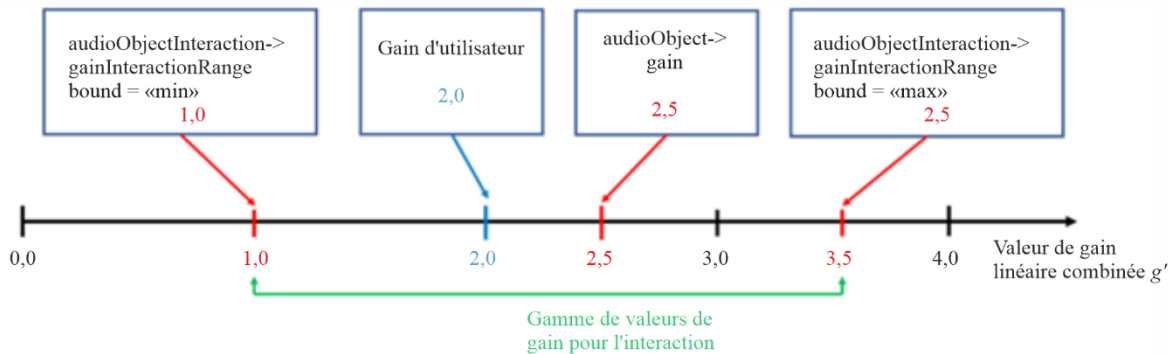 audioObjectInteraction->
gainInteractionRange
bound = «min»
1,0
Gain d'utilisateur
2,0
audioObject->
gain
2,5
audioObjectInteraction->
gainInteractionRange
bound = «max»
2,5
0,0
1,0
2,0
2,5
3,0
3,5
4,0
Valeur de gain
linéaire combinée g′
Gamme de valeurs de
gain pour l'interaction